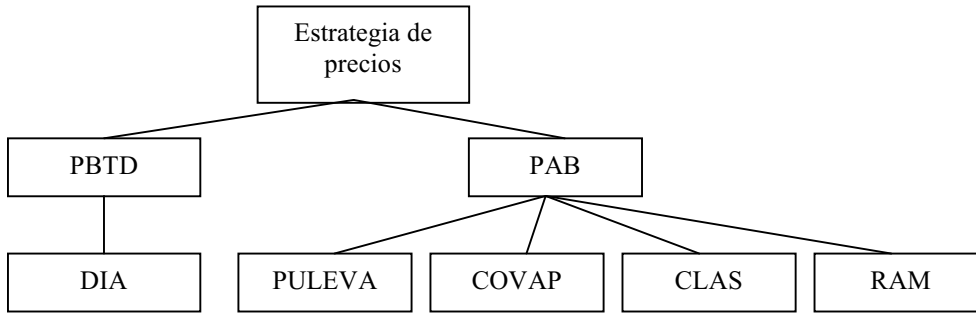 Estrategia de
precios
PBTD
PAB
DIA
PULEVA
COVAP
CLAS
RAM